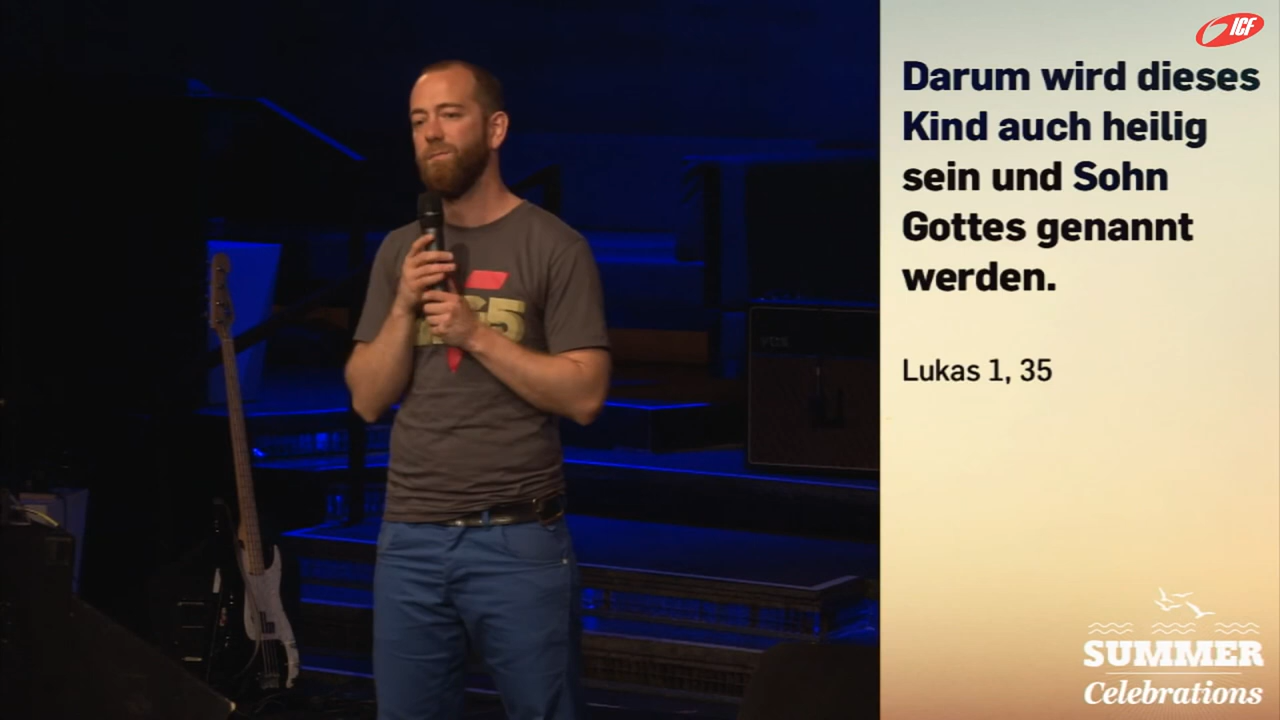 ICF
Darum wird dieses
Kind auch heilig
sein und Sohn
Gottes genannt
werden.
Lukas 1, 35
SUMMER
Celebrations